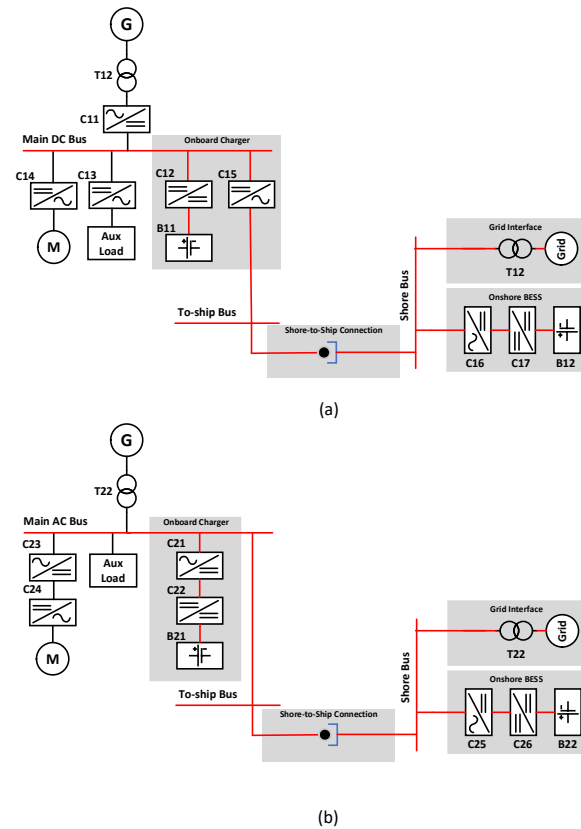 G
T12
C11
Main DC Bus
Onboard Charger
C14
C13
C12
C15
M
Aux
Load
B11
Grid Interface
Grid
T12
Shore Bus
To-ship Bus
Shore-to-Ship Connection
Onshore BESS
C16
C17
B12
(a)
G
T22
Main AC Bus
Onboard Charger
C23
Aux
Load
C21
C24
C22
M
B21
Grid Interface
Grid
T22
Shore Bus
To-ship Bus
Shore-to-Ship Connection
Onshore BESS
C25
C26
B22
(b)